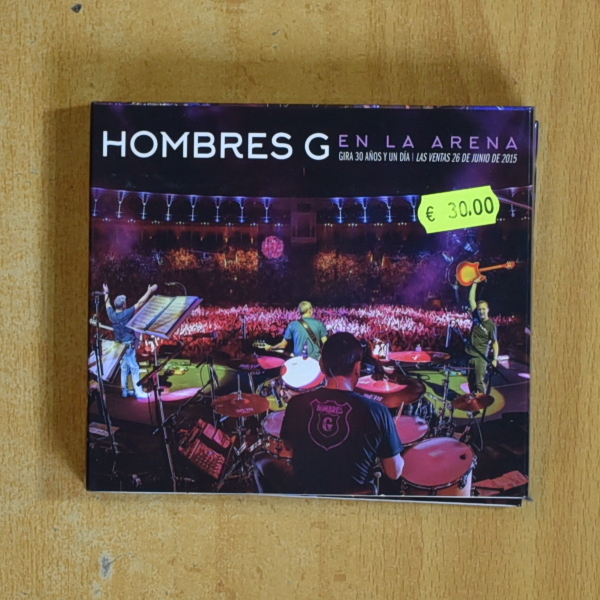 HOMBRES G
EN LA ARENA
GIRA 30 AÑOS Y UN DÍA | LAS VENTAS 26 DE JUNIO DE 2015
€ 30.00
HOMBRES
G